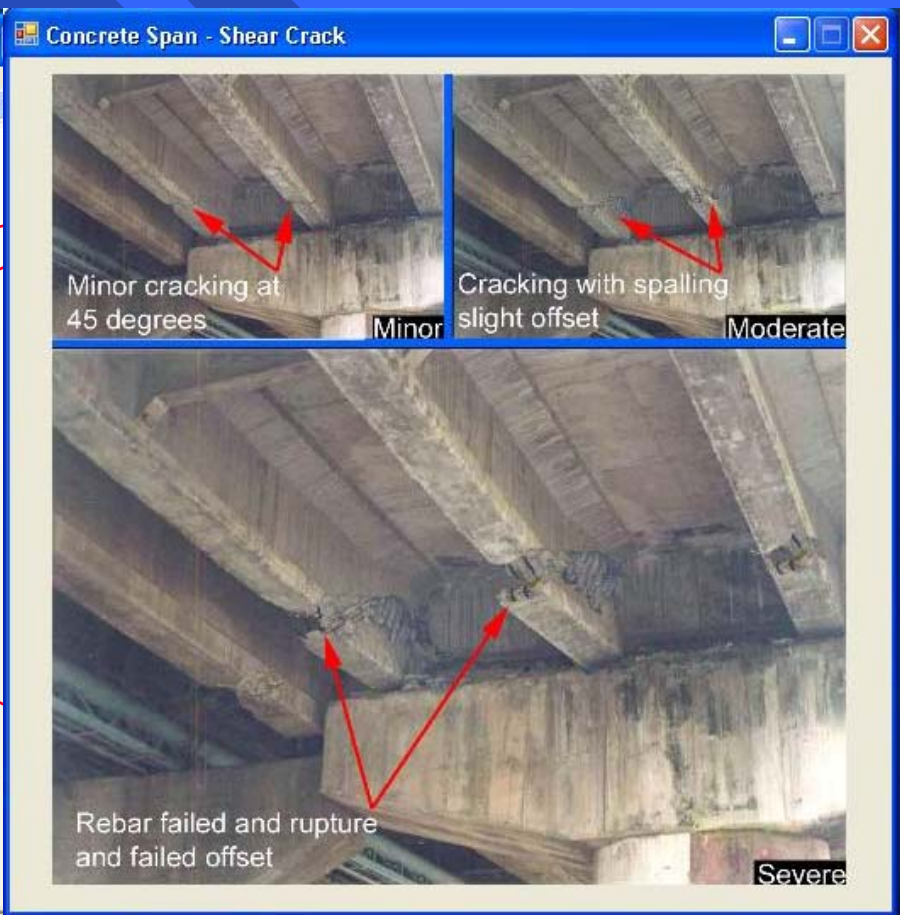 Concrete Span - Shear Crack
Minor cracking at
45 degrees
Minor
Cracking with spalling
slight offset
Moderate
Rebar failed and rupture
and failed offset
Severe